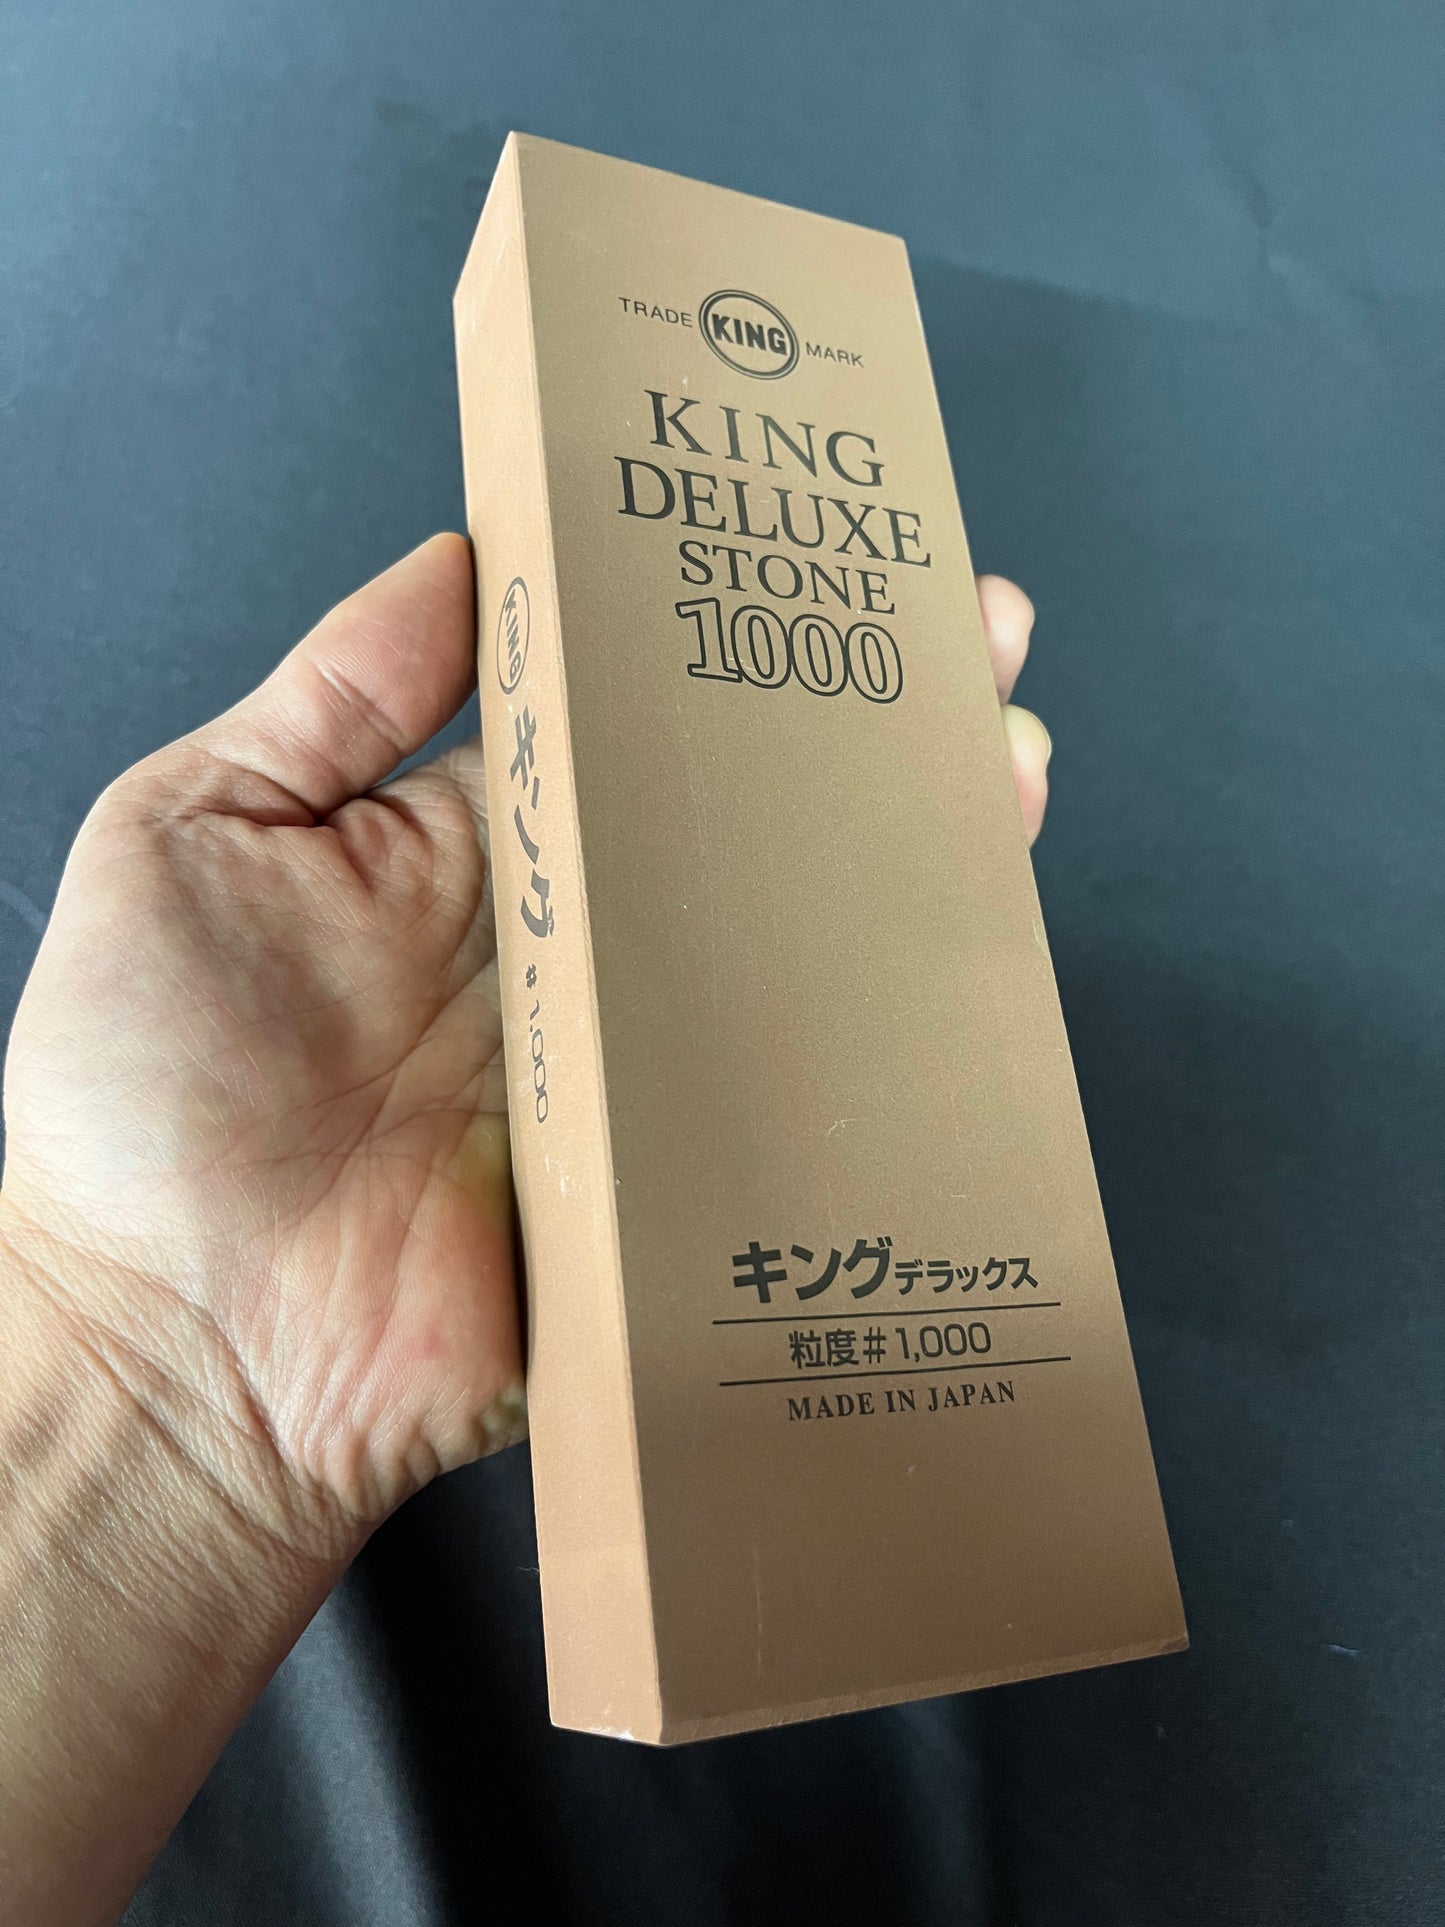 TRADE KING MARK
KING
DELUXE
STONE
1000
キングデラックス
粒度#1,000
MADE IN JAPAN
KING キング #1,000